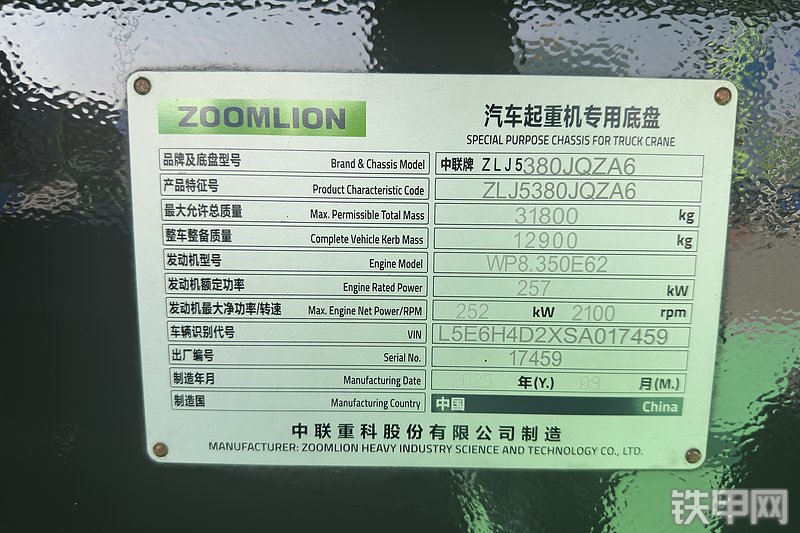 ZOOMLION
汽车起重机专用底盘
SPECIAL PURPOSE CHASSIS FOR TRUCK CRANE
品牌及底盘型号 Brand & Chassis Model 中联牌 ZLJ5380JQZA6
产品特征号 Product Characteristic Code ZLJ5380JQZA6
最大允许总质量 Max. Permissible Total Mass 31800 kg
整车整备质量 Complete Vehicle Kerb Mass 12900 kg
发动机型号 Engine Model WP8.350E62
发动机额定功率 Engine Rated Power 257 kW
发动机最大净功率/转速 Max. Engine Net Power/RPM 252 kW 2100 rpm
车辆识别代号 VIN L5E6H4D2XSA017459
出厂编号 Serial No. 17459
制造年月 Manufacturing Date 2025 年(Y.) 09 月(M.)
制造国 Manufacturing Country 中国 China
中联重科股份有限公司制造
MANUFACTURER: ZOOMLION HEAVY INDUSTRY SCIENCE AND TECHNOLOGY CO., LTD.
铁甲网